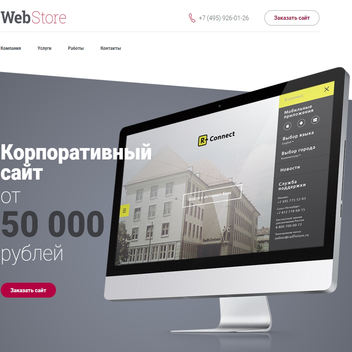 WebStore
+7 (495) 926-01-26
Заказать сайт
Компания
Услуги
Работы
Контакты
Корпоративный
сайт
от
50 000
рублей
Заказать сайт
R+ Connect
Мобильные
приложения
Выбор языка
Выбор города
Новости
Служба
поддержки